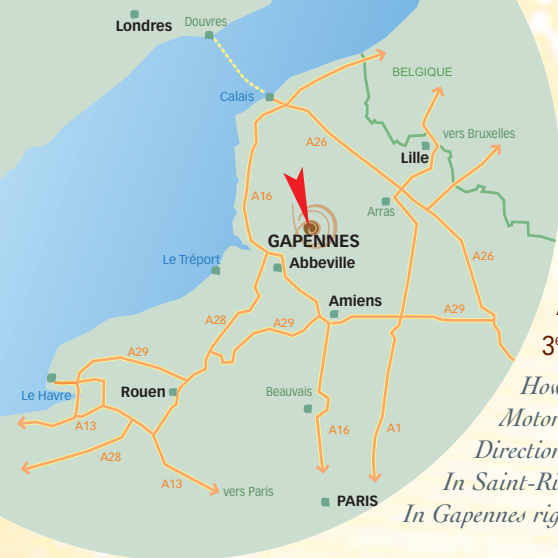 Londres
Douvres
BELGIQUE
Calais
A26
vers Bruxelles
Lille
A16
Arras
GAPENNES
Le Tréport
Abbeville
A26
Amiens
A28
A29
A29
3e
A29
Rouen
Beauvais
Le Havre
How
A13
A16
A1
Motor
A28
Direction
A13
vers Paris
In Saint-Ri
PARIS
In Gapennes rig